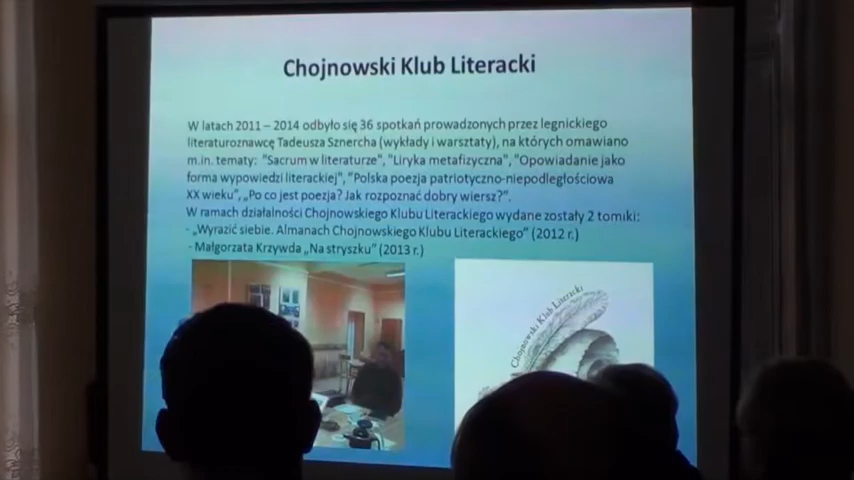 Chojnowski Klub Literacki
W latach 2011 – 2014 odbyło się 36 spotkań prowadzonych przez legnickiego
literaturoznawcę Tadeusza Sznercha (wykłady i warsztaty), na których omawiano
m.in. tematy: "Sacrum w literaturze", "Liryka metafizyczna", "Opowiadanie jako
forma wypowiedzi literackiej", "Polska poezja patriotyczno-niepodległościowa
XX wieku", „Po co jest poezja? Jak rozpoznać dobry wiersz?".
W ramach działalności Chojnowskiego Klubu Literackiego wydane zostały 2 tomiki:
- „Wyrazić siebie. Almanach Chojnowskiego Klubu Literackiego" (2012 r.)
- Małgorzata Krzywda „Na stryszku" (2013 r.)
Chojnowski Klub Literacki